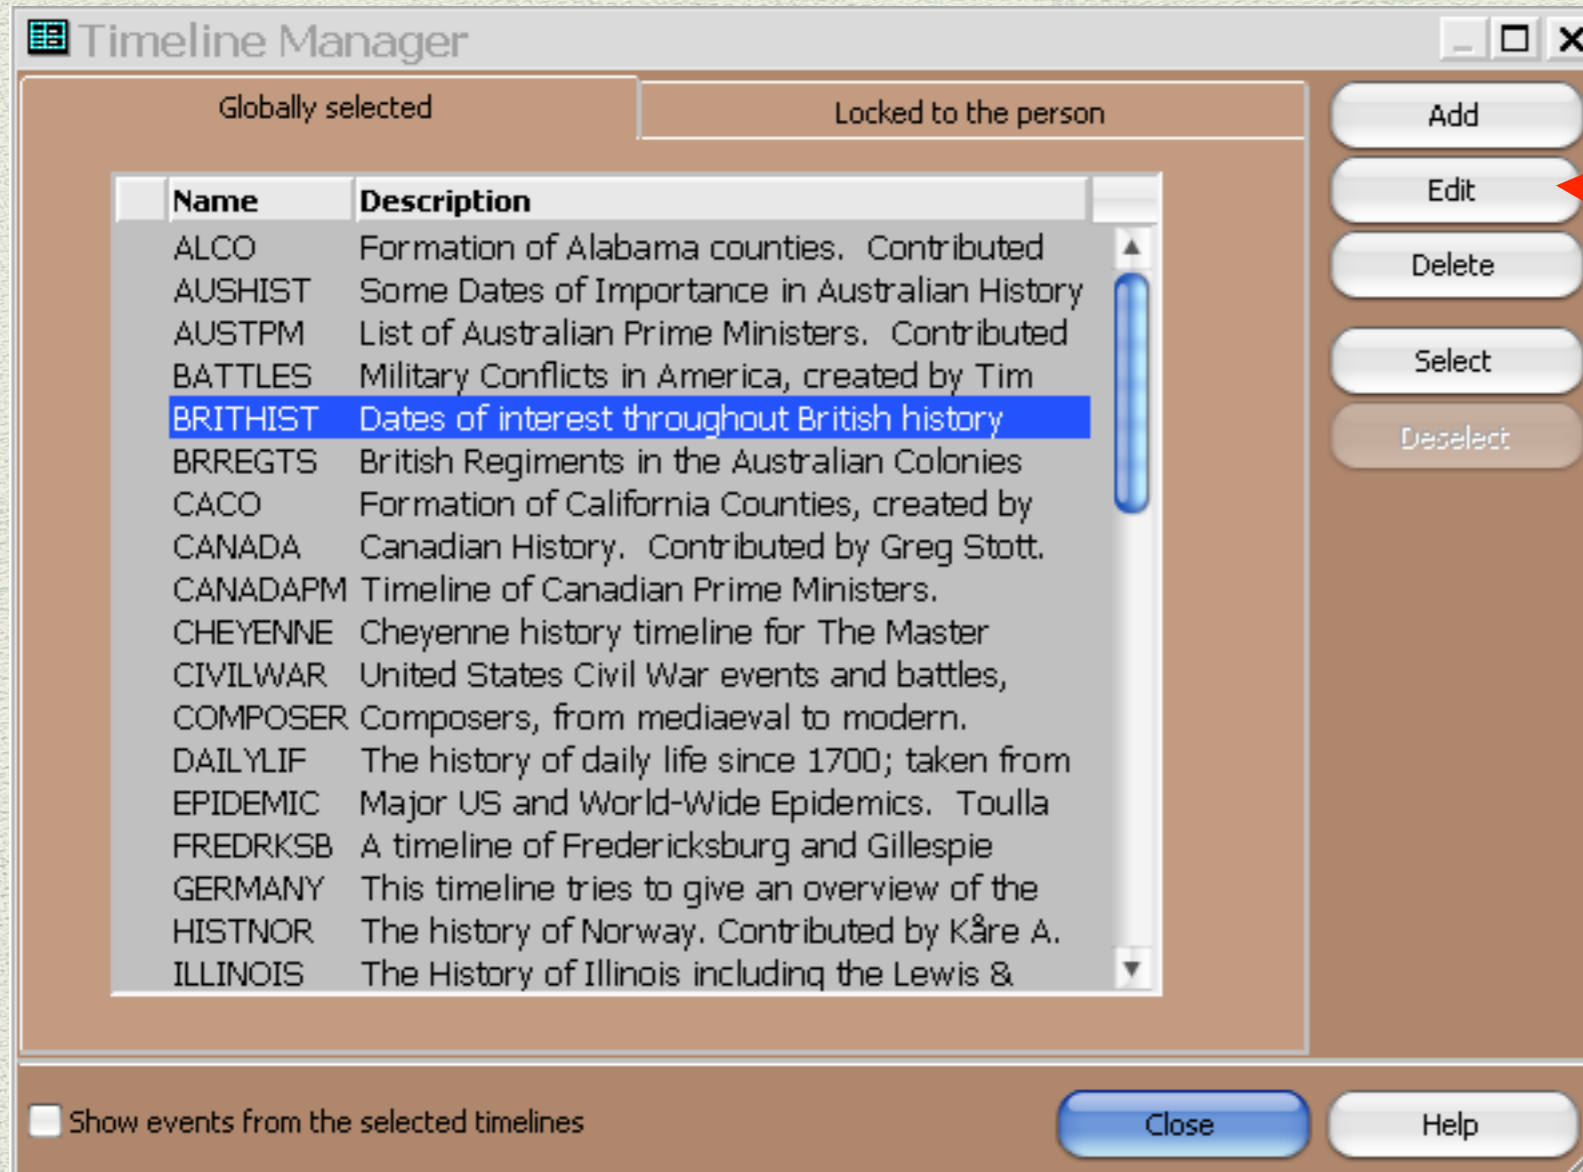 Timeline Manager
Globally selected
Locked to the person
Name Description
ALCO Formation of Alabama counties.  Contributed
AUSHIST Some Dates of Importance in Australian History
AUSTPM List of Australian Prime Ministers.  Contributed
BATTLES Military Conflicts in America, created by Tim
BRITHIST Dates of interest throughout British history
BRREGTS British Regiments in the Australian Colonies
CACO Formation of California Counties, created by
CANADA Canadian History.  Contributed by Greg Stott.
CANADAPM Timeline of Canadian Prime Ministers.
CHEYENNE Cheyenne history timeline for The Master
CIVILWAR United States Civil War events and battles,
COMPOSER Composers, from mediaeval to modern.
DAILYLIF The history of daily life since 1700; taken from
EPIDEMIC Major US and World-Wide Epidemics.  Toulla
FREDRKSB A timeline of Fredericksburg and Gillespie
GERMANY This timeline tries to give an overview of the
HISTNOR The history of Norway. Contributed by Kåre A.
ILLINOIS The History of Illinois including the Lewis &
Add
Edit
Delete
Select
Deselect
Show events from the selected timelines
Close
Help